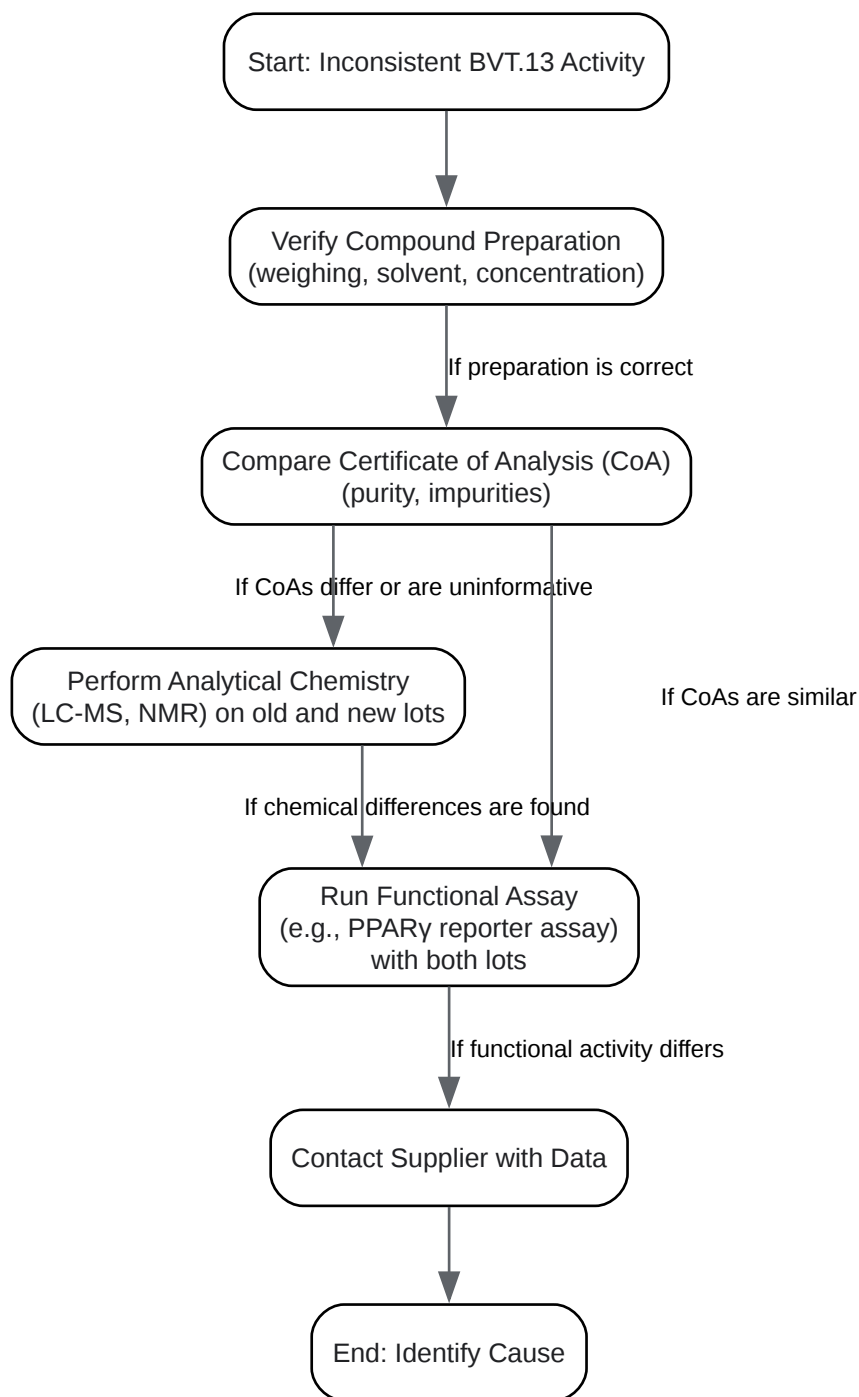 Start: Inconsistent BVT.13 Activity
Verify Compound Preparation
(weighing, solvent, concentration)
If preparation is correct
Compare Certificate of Analysis (CoA)
(purity, impurities)
If CoAs differ or are uninformative
Perform Analytical Chemistry
(LC-MS, NMR) on old and new lots
If CoAs are similar
If chemical differences are found
Run Functional Assay
(e.g., PPARγ reporter assay)
with both lots
If functional activity differs
Contact Supplier with Data
End: Identify Cause